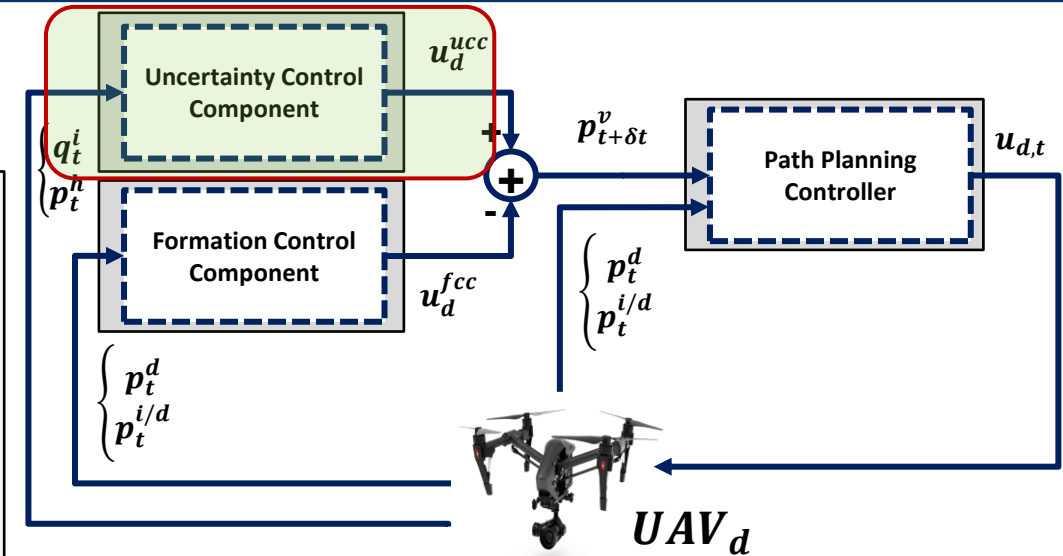 Uncertainty Control
Component
u_d^{ucc}
{ q_t^i
p_t^h
+
+
-
p_{t+δt}^v
Path Planning
Controller
u_{d,t}
Formation Control
Component
u_d^{fcc}
{ p_t^d
p_t^{i/d}
{ p_t^d
p_t^{i/d}
UAV_d